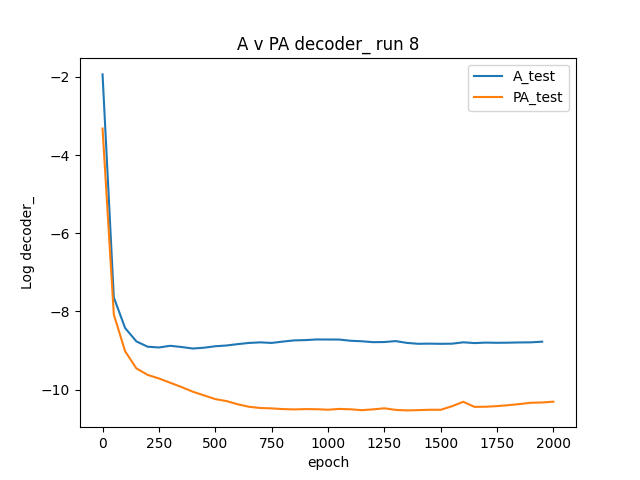 A v PA decoder_ run 8
A_test
PA_test
Log decoder_
−2
−4
−6
−8
−10
0 250 500 750 1000 1250 1500 1750 2000
epoch